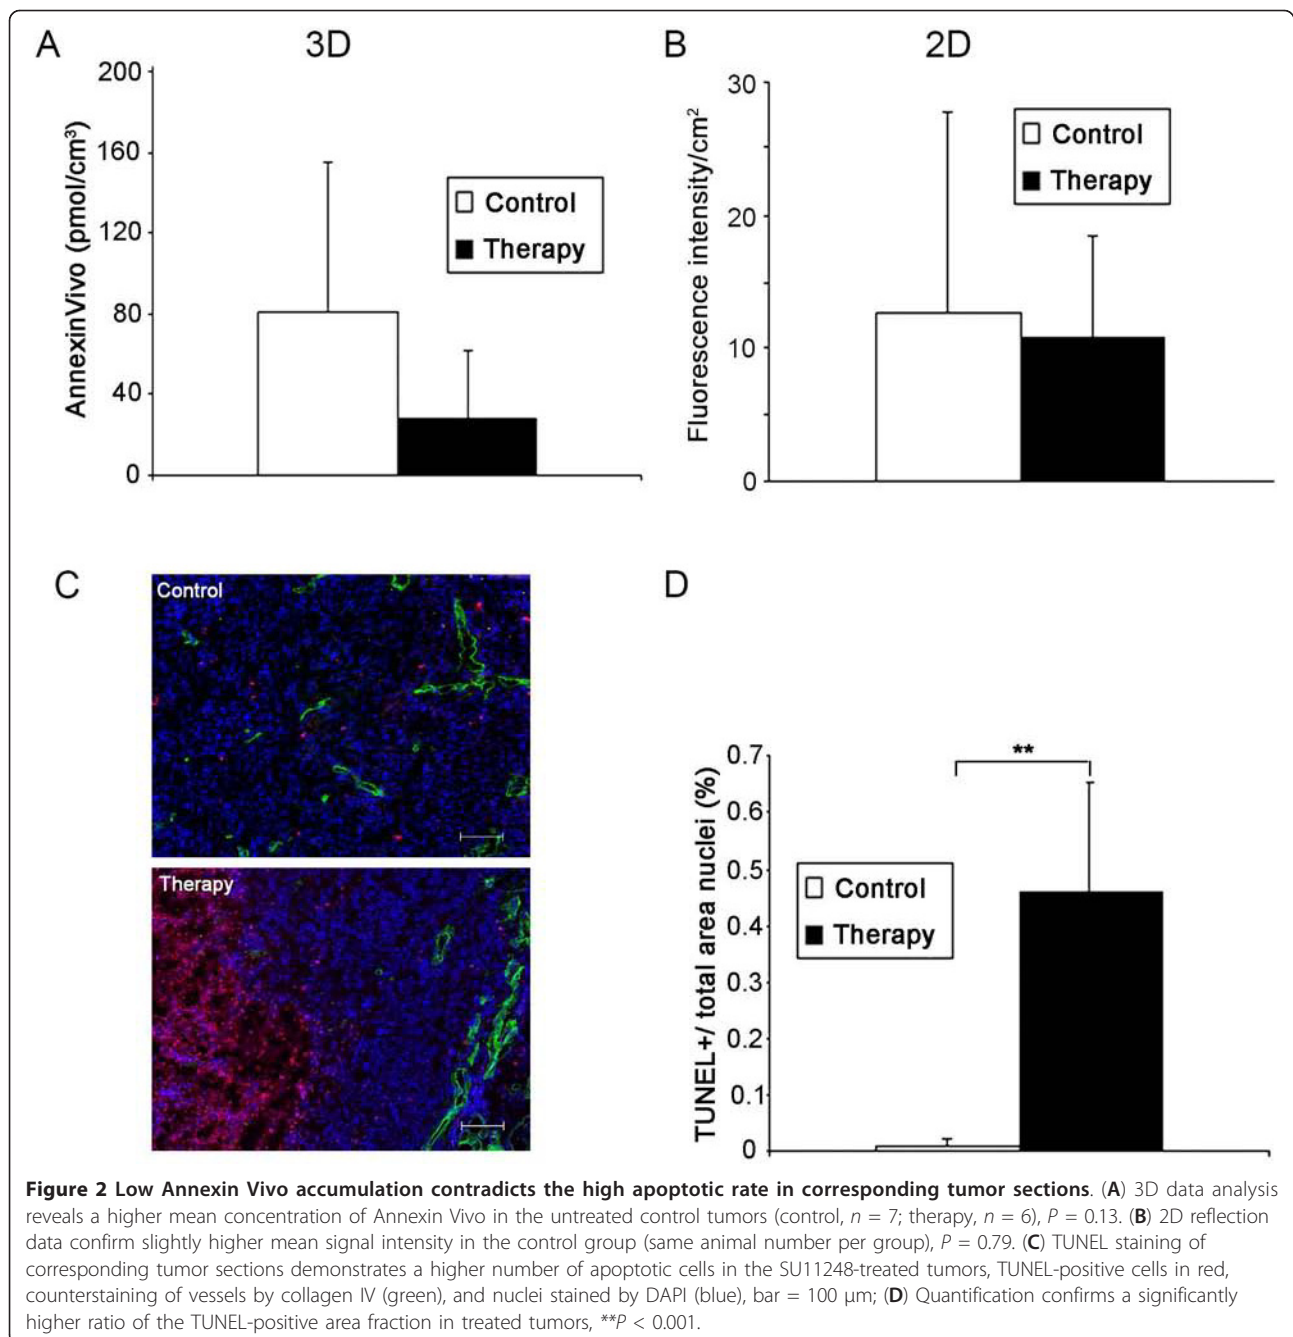 A
3D
200
160
120
80
40
0
AnnexinVivo (pmol/cm³)
Control
Therapy
B
2D
30
20
10
0
Fluorescence intensity/cm²
Control
Therapy
C
Control
Therapy
D
0.7
0.6
0.5
0.4
0.3
0.2
0.1
0
TUNEL+/ total area nuclei (%)
Control
Therapy
**
Figure 2 Low Annexin Vivo accumulation contradicts the high apoptotic rate in corresponding tumor sections. (A) 3D data analysis
reveals a higher mean concentration of Annexin Vivo in the untreated control tumors (control, n = 7; therapy, n = 6), P = 0.13. (B) 2D reflection
data confirm slightly higher mean signal intensity in the control group (same animal number per group), P = 0.79. (C) TUNEL staining of
corresponding tumor sections demonstrates a higher number of apoptotic cells in the SU11248-treated tumors, TUNEL-positive cells in red,
counterstaining of vessels by collagen IV (green), and nuclei stained by DAPI (blue), bar = 100 μm; (D) Quantification confirms a significantly
higher ratio of the TUNEL-positive area fraction in treated tumors, **P < 0.001.